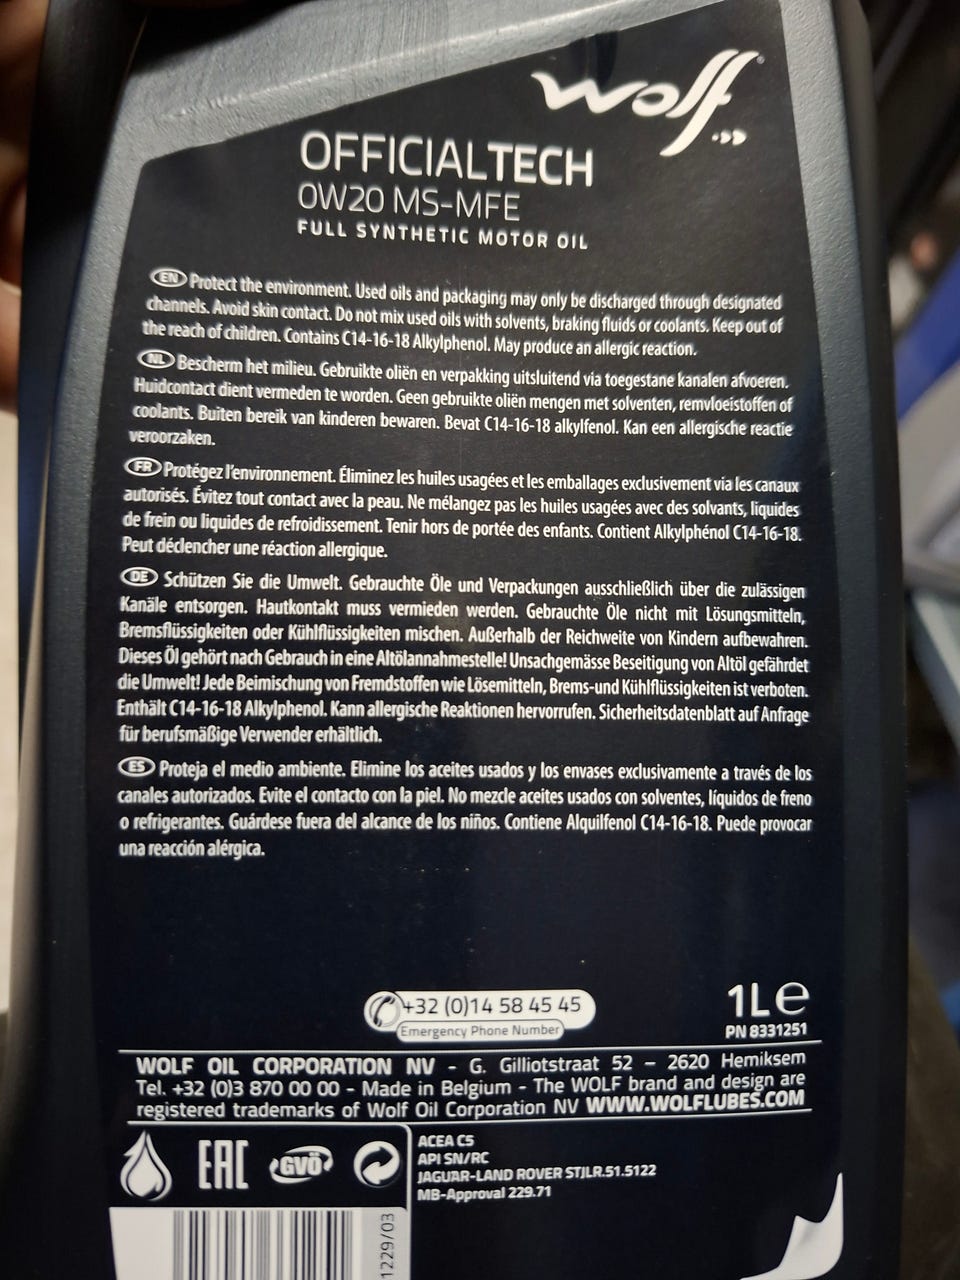 Wolf
OFFICIALTECH
0W20 MS-MFE
FULL SYNTHETIC MOTOR OIL
EN Protect the environment. Used oils and packaging may only be discharged through designated
channels. Avoid skin contact. Do not mix used oils with solvents, braking fluids or coolants. Keep out of
the reach of children. Contains C14-16-18 Alkylphenol. May produce an allergic reaction.
NL Bescherm het milieu. Gebruikte oliën en verpakking uitsluitend via toegestane kanalen afvoeren.
Huidcontact dient vermeden te worden. Geen gebruikte oliën mengen met solventen, remvloeistoffen of
coolants. Buiten bereik van kinderen bewaren. Bevat C14-16-18 alkylfenol. Kan een allergische reactie
veroorzaken.
FR Protégez l'environnement. Éliminez les huiles usagées et les emballages exclusivement via les canaux
autorisés. Évitez tout contact avec la peau. Ne mélangez pas les huiles usagées avec des solvants, liquides
de frein ou liquides de refroidissement. Tenir hors de portée des enfants. Contient Alkylphénol C14-16-18.
Peut déclencher une réaction allergique.
DE Schützen Sie die Umwelt. Gebrauchte Öle und Verpackungen ausschließlich über die zulässigen
Kanäle entsorgen. Hautkontakt muss vermieden werden. Gebrauchte Öle nicht mit Lösungsmitteln,
Bremsflüssigkeiten oder Kühlflüssigkeiten mischen. Außerhalb der Reichweite von Kindern aufbewahren.
Dieses Öl gehört nach Gebrauch in eine Altölannahmestelle! Unsachgemässe Beseitigung von Altöl gefährdet
die Umwelt! Jede Beimischung von Fremdstoffen wie Lösemitteln, Brems-und Kühlflüssigkeiten ist verboten.
Enthält C14-16-18 Alkylphenol. Kann allergische Reaktionen hervorrufen. Sicherheitsdatenblatt auf Anfrage
für berufsmäßige Verwender erhältlich.
ES Proteja el medio ambiente. Elimine los aceites usados y los envases exclusivamente a través de los
canales autorizados. Evite el contacto con la piel. No mezcle aceites usados con solventes, líquidos de freno
o refrigerantes. Guárdese fuera del alcance de los niños. Contiene Alquilfenol C14-16-18. Puede provocar
una reacción alérgica.
+32 (0)14 58 45 45
Emergency Phone Number
1L e
PN 8331251
WOLF OIL CORPORATION NV - G. Gilliotstraat 52 – 2620 Hemiksem
Tel. +32 (0)3 870 00 00 - Made in Belgium - The WOLF brand and design are
registered trademarks of Wolf Oil Corporation NV WWW.WOLFLUBES.COM
EAC GVÖ
ACEA C5
API SN/RC
JAGUAR-LAND ROVER STJLR.51.5122
MB-Approval 229.71
1229/03